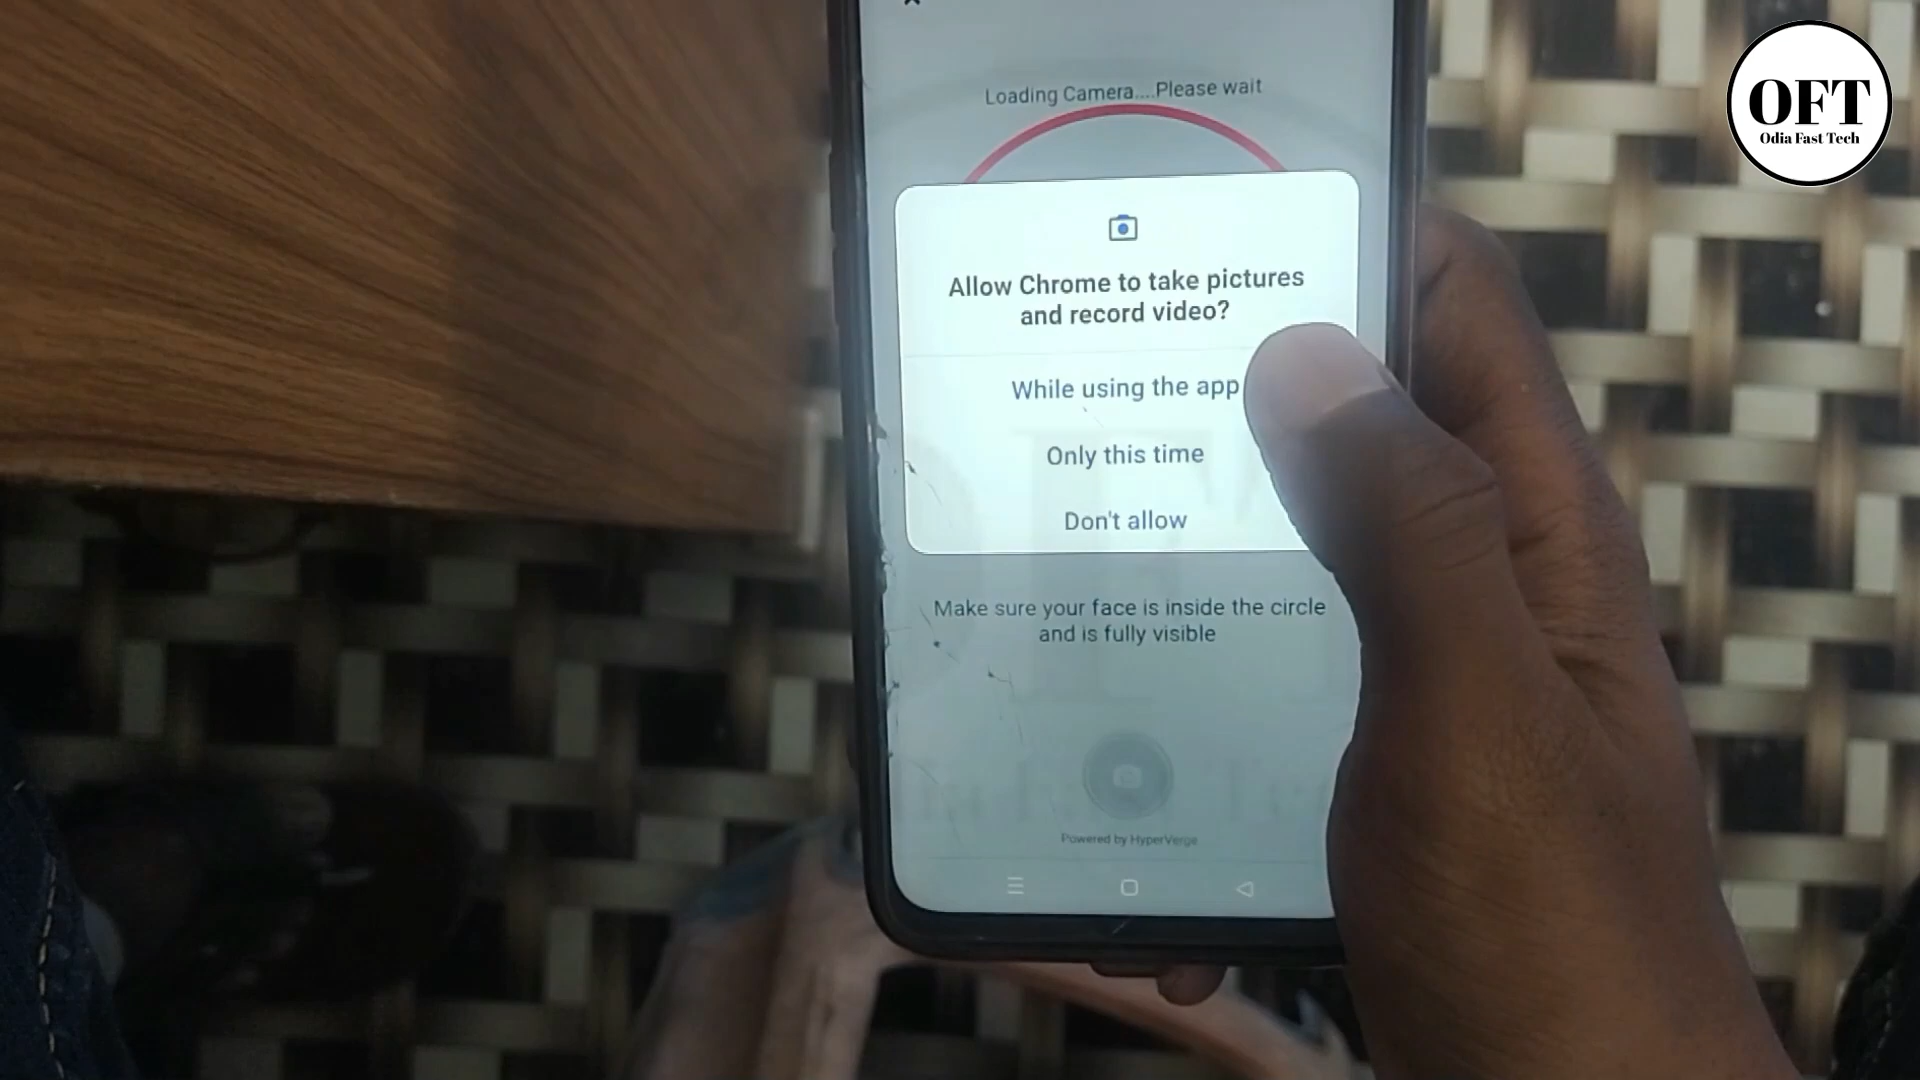 OFT
Odia Fast Tech
Loading Camera....Please wait
Allow Chrome to take pictures
and record video?
While using the app
Only this time
Don't allow
Make sure your face is inside the circle
and is fully visible
Powered by HyperVerge